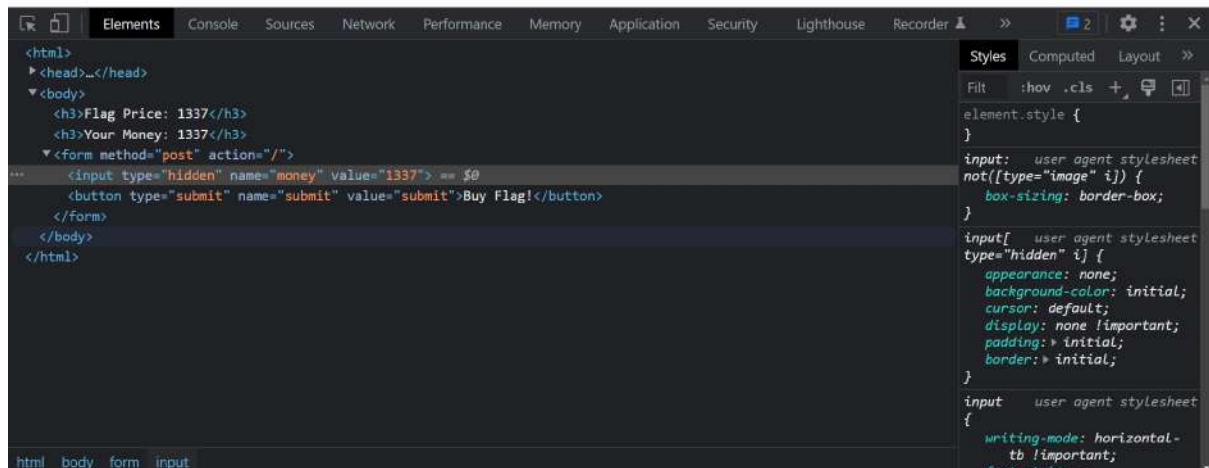 Elements Console Sources Network Performance Memory Application Security Lighthouse Recorder » 2
<html>
<head>…</head>
<body>
<h3>Flag Price: 1337</h3>
<h3>Your Money: 1337</h3>
<form method="post" action="/">
<input type="hidden" name="money" value="1337"> == $0
<button type="submit" name="submit" value="submit">Buy Flag!</button>
</form>
</body>
</html>
html body form input
Styles Computed Layout »
Filt :hov .cls +
element.style {
}
input: user agent stylesheet
not([type="image" i]) {
box-sizing: border-box;
}
input[ user agent stylesheet
type="hidden" i] {
appearance: none;
background-color: initial;
cursor: default;
display: none !important;
padding: initial;
border: initial;
}
input user agent stylesheet
{
writing-mode: horizontal-
tb !important;